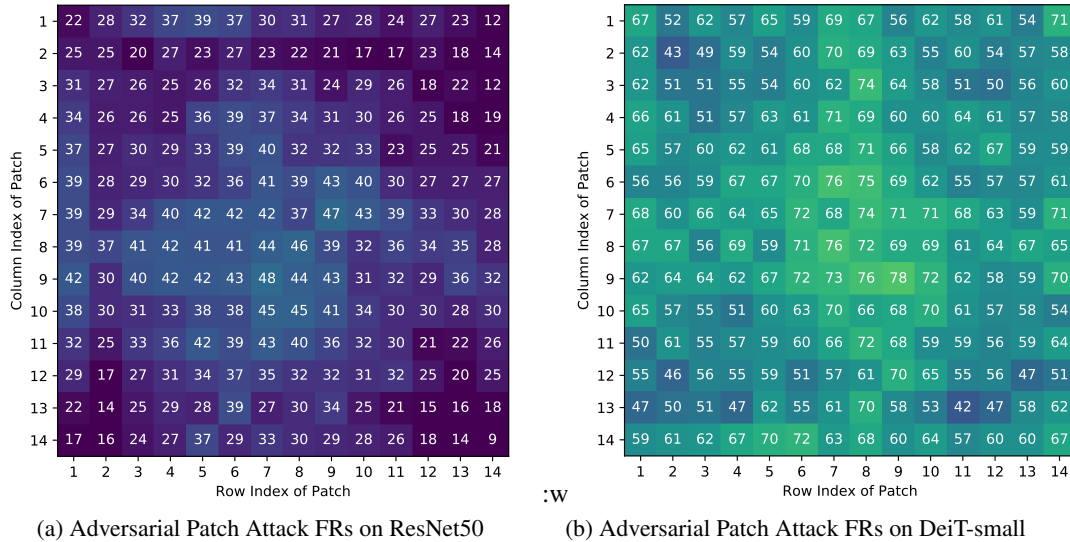 1 22 28 32 37 39 37 31 27 28 24 27 23 23 12
2 25 25 20 27 23 27 23 22 21 17 17 23 18 14
3 31 27 26 25 26 32 34 31 24 29 26 18 22 12
4 34 26 26 25 36 39 37 34 31 30 26 25 18 19
5 37 27 30 29 33 39 40 32 32 33 23 25 25 21
6 39 28 29 30 32 36 41 39 43 40 30 27 27 27
7 39 29 34 40 42 42 42 37 47 43 39 33 30 28
8 39 37 41 42 41 41 44 46 39 32 36 34 35 28
9 42 30 40 42 42 43 48 44 43 31 32 29 36 32
10 38 30 31 33 38 38 45 45 41 34 30 30 28 30
11 32 25 33 36 42 39 43 40 36 32 30 21 22 26
12 29 17 27 31 34 37 35 32 32 31 32 25 20 25
13 22 14 25 29 28 39 27 30 34 25 21 15 16 18
14 17 16 24 27 37 29 33 30 29 28 26 18 14 9
1 2 3 4 5 6 7 8 9 10 11 12 13 14
Row Index of Patch
Column Index of Patch
(a) Adversarial Patch Attack FRs on ResNet50
:w
1 67 52 62 57 65 59 69 67 56 62 58 61 54 71
2 62 43 49 59 54 60 70 69 63 55 60 54 57 58
3 62 51 51 55 54 60 62 74 64 58 51 50 56 60
4 66 61 51 57 63 61 71 69 60 60 64 61 57 58
5 65 57 60 62 61 68 68 71 66 58 62 67 59 59
6 56 56 59 67 67 70 76 75 69 62 55 57 57 61
7 68 60 66 64 65 72 68 74 71 71 68 63 59 71
8 67 67 56 69 59 71 76 72 69 69 61 64 67 65
9 62 64 64 62 67 72 73 76 78 72 62 58 59 70
10 65 57 55 51 60 63 70 66 68 70 61 57 58 54
11 50 61 55 57 59 60 66 72 68 59 59 56 59 64
12 55 46 56 55 59 51 57 61 70 65 55 56 47 51
13 47 50 51 47 62 55 61 70 58 53 42 47 58 62
14 59 61 62 67 70 72 63 68 60 64 57 60 60 67
1 2 3 4 5 6 7 8 9 10 11 12 13 14
Row Index of Patch
Column Index of Patch
(b) Adversarial Patch Attack FRs on DeiT-small